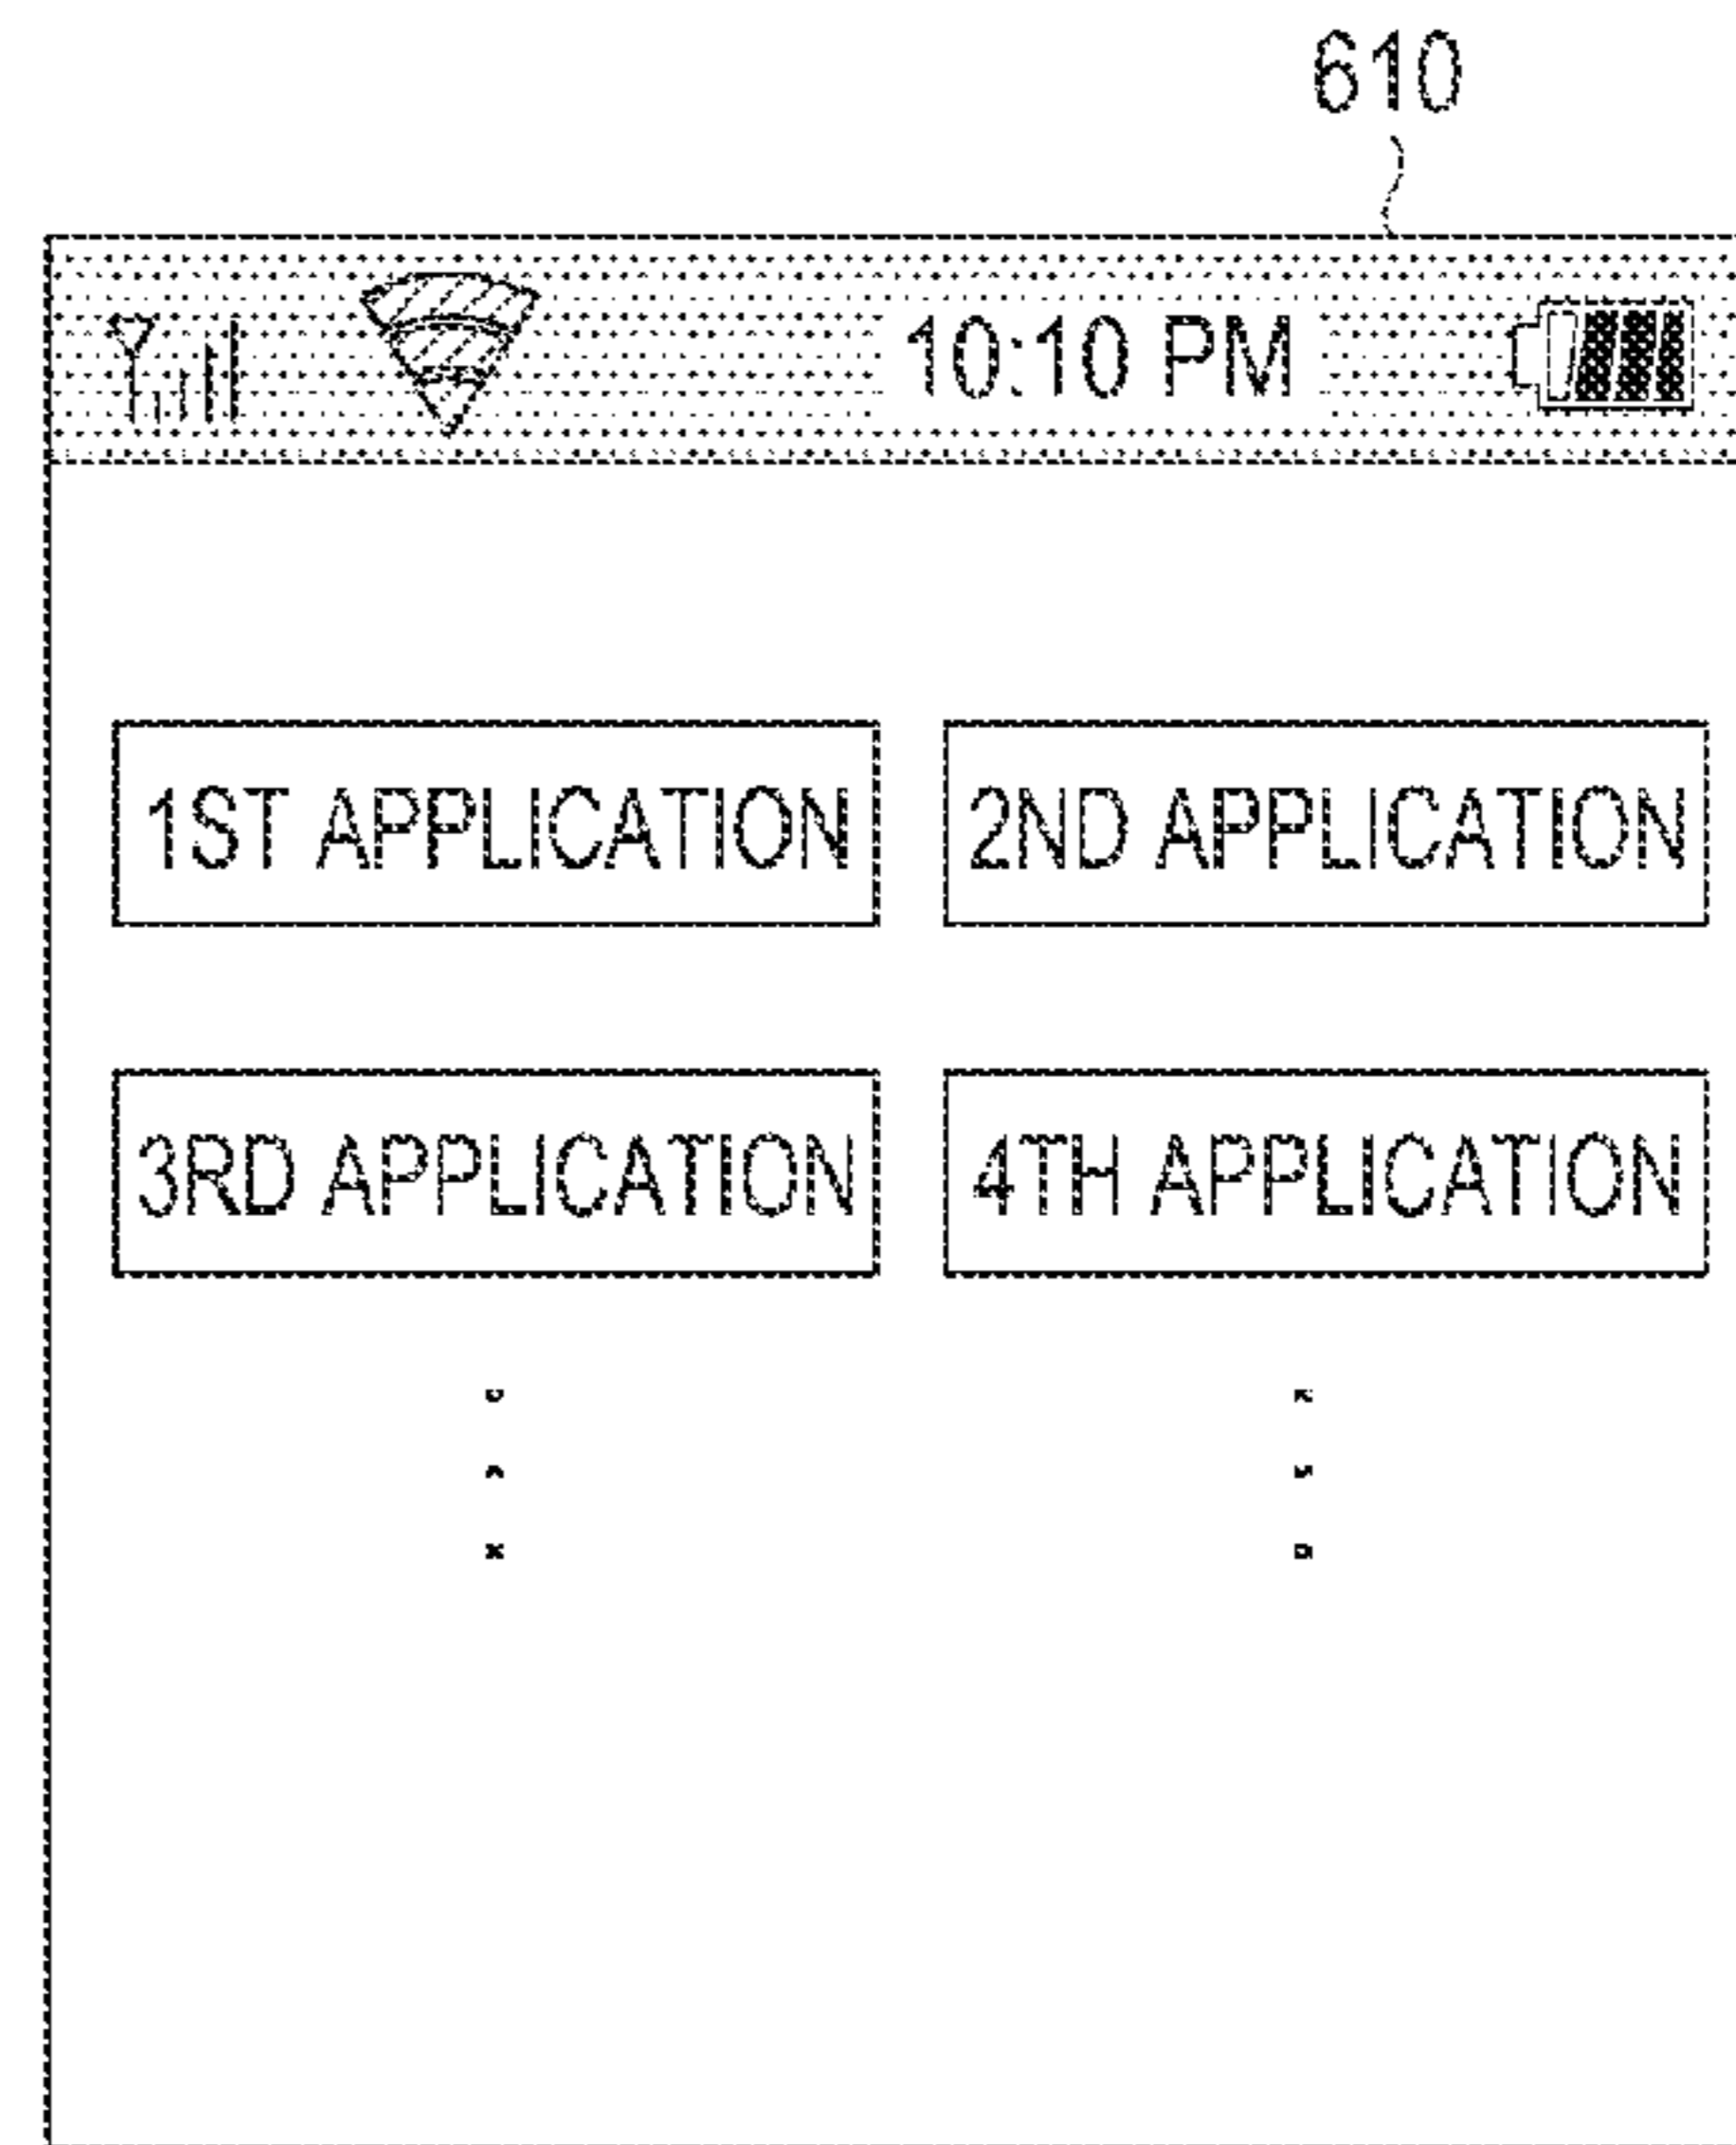 610
10:10 PM
1ST APPLICATION
2ND APPLICATION
3RD APPLICATION
4TH APPLICATION